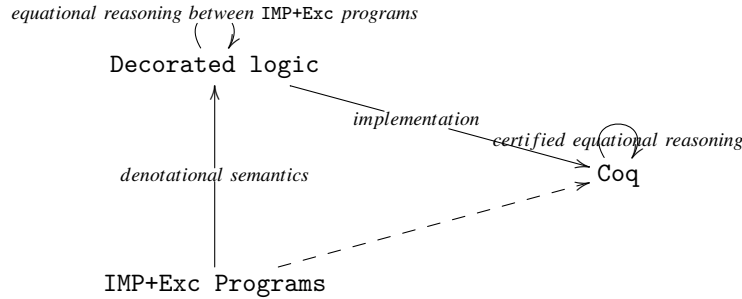 equational reasoning between IMP+Exc programs
Decorated logic
implementation
certified equational reasoning
Coq
denotational semantics
IMP+Exc Programs